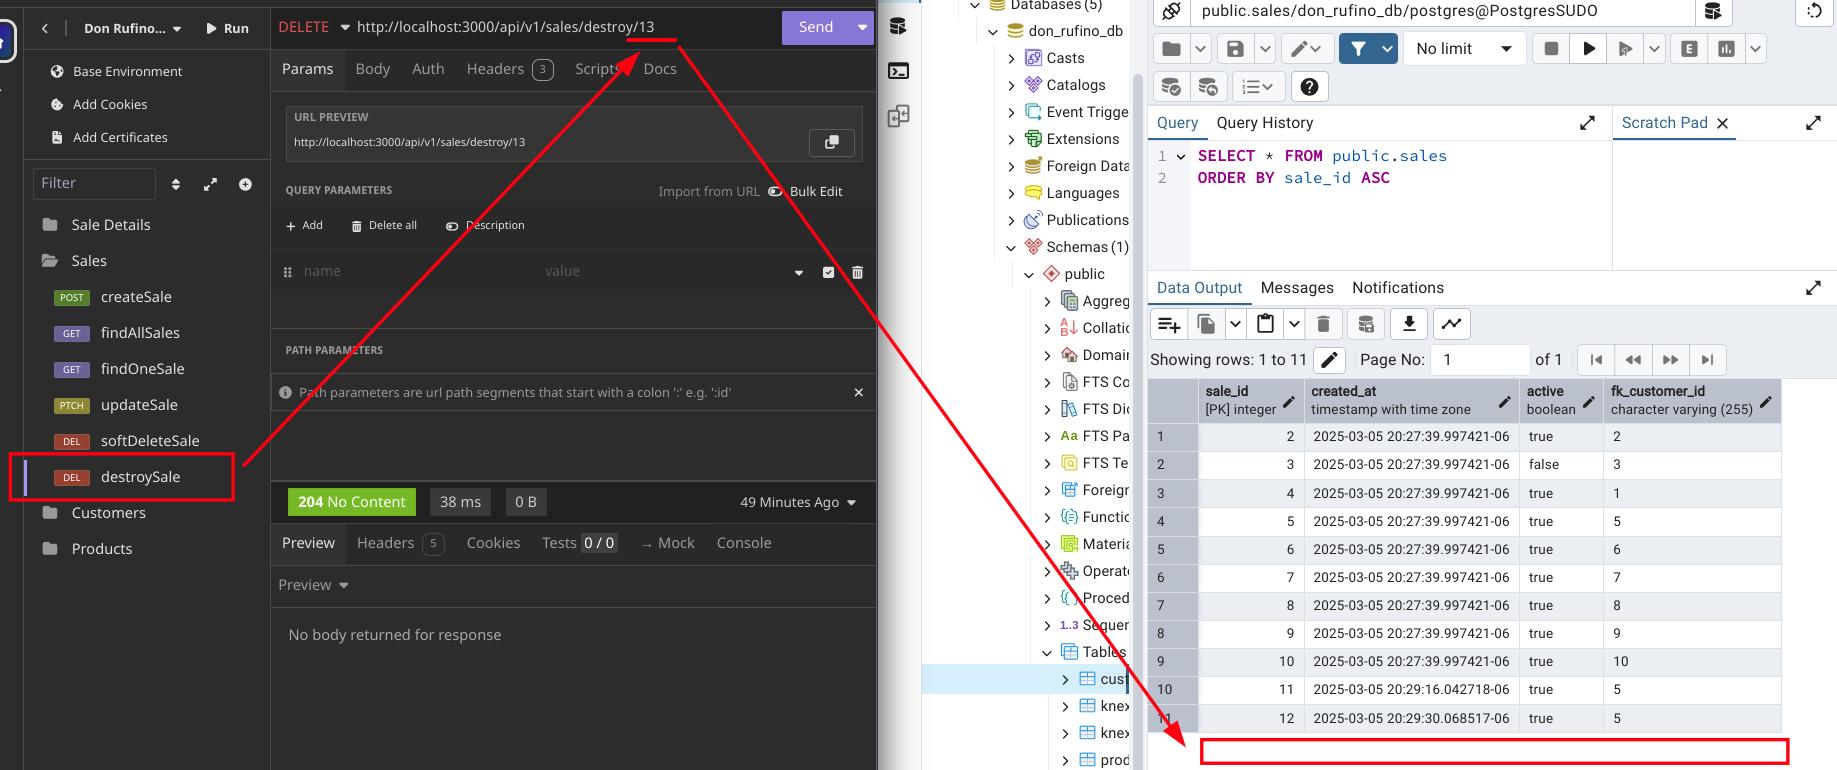 Don Rufino...
Run
Base Environment
Add Cookies
Add Certificates
Filter
Sale Details
Sales
POST createSale
GET findAllSales
GET findOneSale
PTCH updateSale
DEL softDeleteSale
DEL destroySale
Customers
Products
DELETE http://localhost:3000/api/v1/sales/destroy/13 Send
Params Body Auth Headers 3 Scripts Docs
URL PREVIEW
http://localhost:3000/api/v1/sales/destroy/13
QUERY PARAMETERS Import from URL Bulk Edit
Add Delete all Description
name value
PATH PARAMETERS
Path parameters are url path segments that start with a colon ':' e.g. ':id'
204 No Content 38 ms 0 B 49 Minutes Ago
Preview Headers 5 Cookies Tests 0 / 0 → Mock Console
Preview
No body returned for response
Databases (5)
don_rufino_db
Casts
Catalogs
Event Trigge
Extensions
Foreign Data
Languages
Publications
Schemas (1)
public
Aggreg
Collatic
Domair
FTS Co
FTS Dic
Aa FTS Pa
FTS Te
Foreigr
Functic
Materia
Operat
Proced
1..3 Sequer
Tables
cust
knex
knex
prod
public.sales/don_rufino_db/postgres@PostgresSUDO
No limit
E
Query Query History Scratch Pad
1 SELECT * FROM public.sales
2 ORDER BY sale_id ASC
Data Output Messages Notifications
Showing rows: 1 to 11 Page No: 1 of 1
sale_id created_at active fk_customer_id
[PK] integer timestamp with time zone boolean character varying (255)
1 2 2025-03-05 20:27:39.997421-06 true 2
2 3 2025-03-05 20:27:39.997421-06 false 3
3 4 2025-03-05 20:27:39.997421-06 true 1
4 5 2025-03-05 20:27:39.997421-06 true 5
5 6 2025-03-05 20:27:39.997421-06 true 6
6 7 2025-03-05 20:27:39.997421-06 true 7
7 8 2025-03-05 20:27:39.997421-06 true 8
8 9 2025-03-05 20:27:39.997421-06 true 9
9 10 2025-03-05 20:27:39.997421-06 true 10
10 11 2025-03-05 20:29:16.042718-06 true 5
11 12 2025-03-05 20:29:30.068517-06 true 5